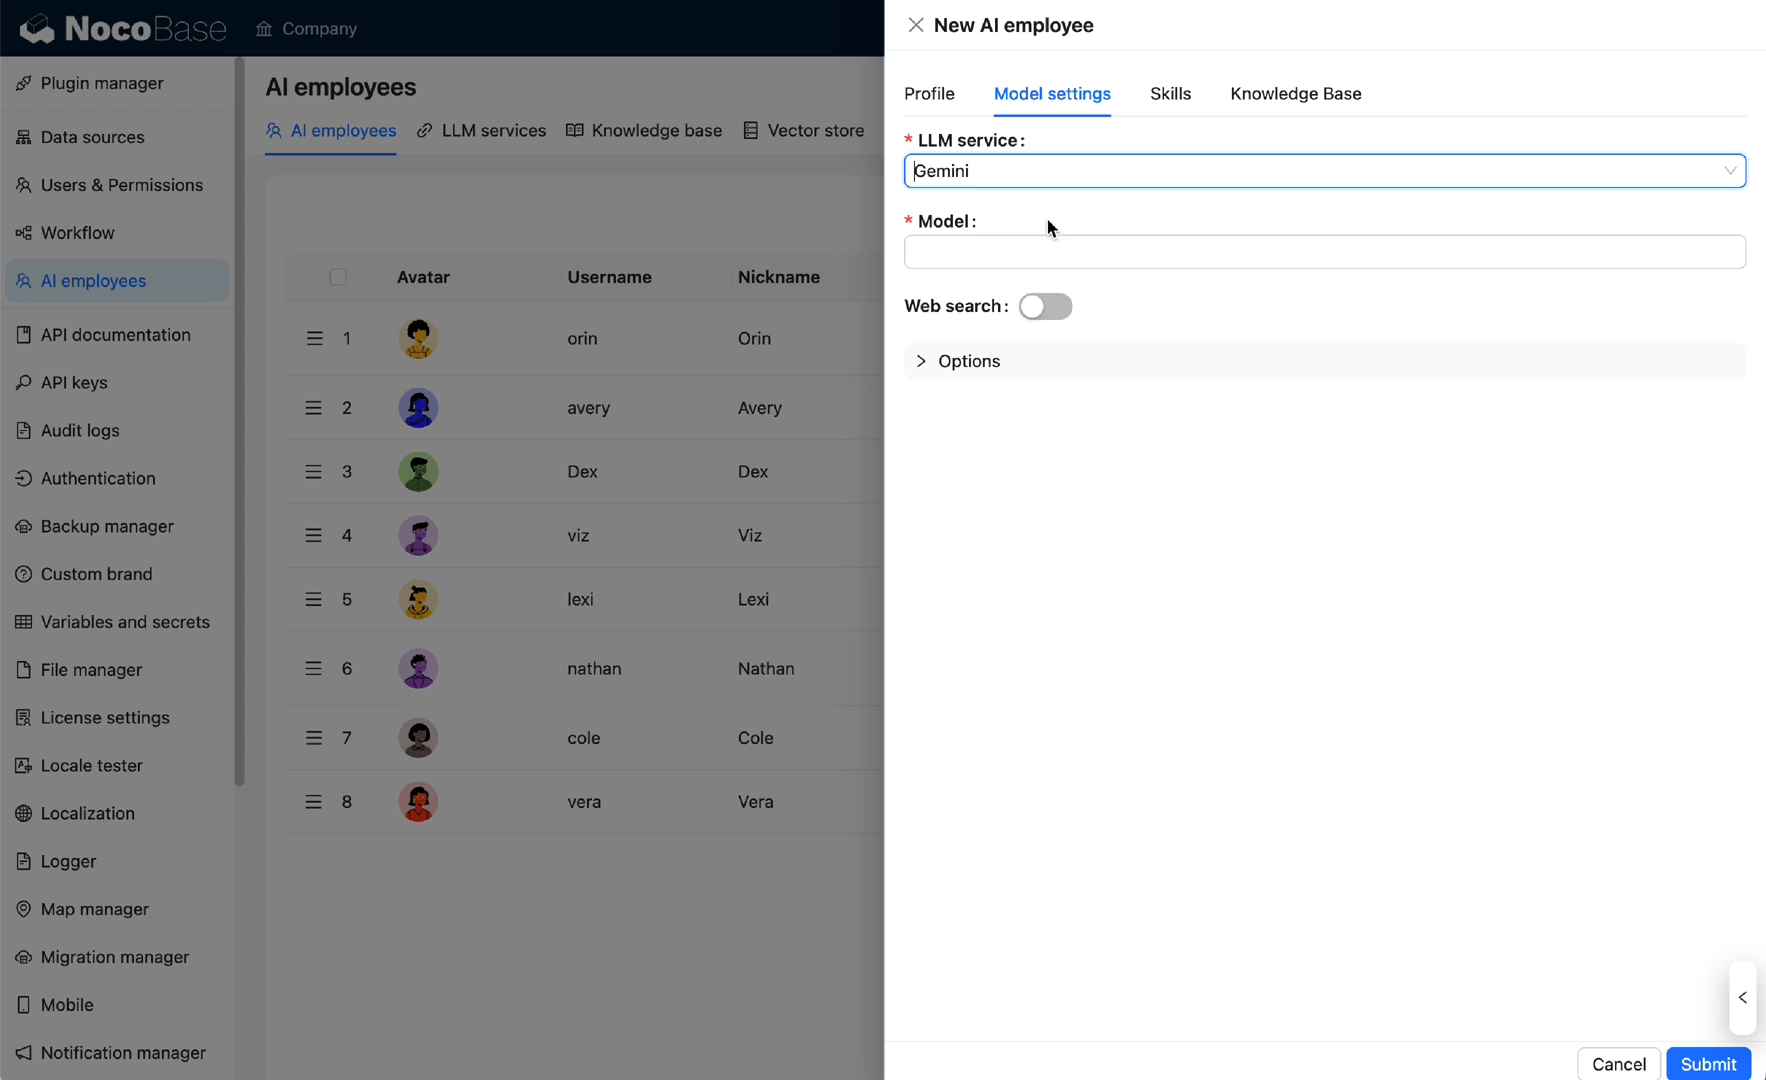 NocoBase
Company
Plugin manager
Data sources
Users & Permissions
Workflow
AI employees
API documentation
API keys
Audit logs
Authentication
Backup manager
Custom brand
Variables and secrets
File manager
License settings
Locale tester
Localization
Logger
Map manager
Migration manager
Mobile
Notification manager
AI employees
AI employees LLM services Knowledge base Vector store
Avatar Username Nickname
1 orin Orin
2 avery Avery
3 Dex Dex
4 viz Viz
5 lexi Lexi
6 nathan Nathan
7 cole Cole
8 vera Vera
New AI employee
Profile Model settings Skills Knowledge Base
* LLM service:
Gemini
* Model:
Web search:
Options
Cancel Submit